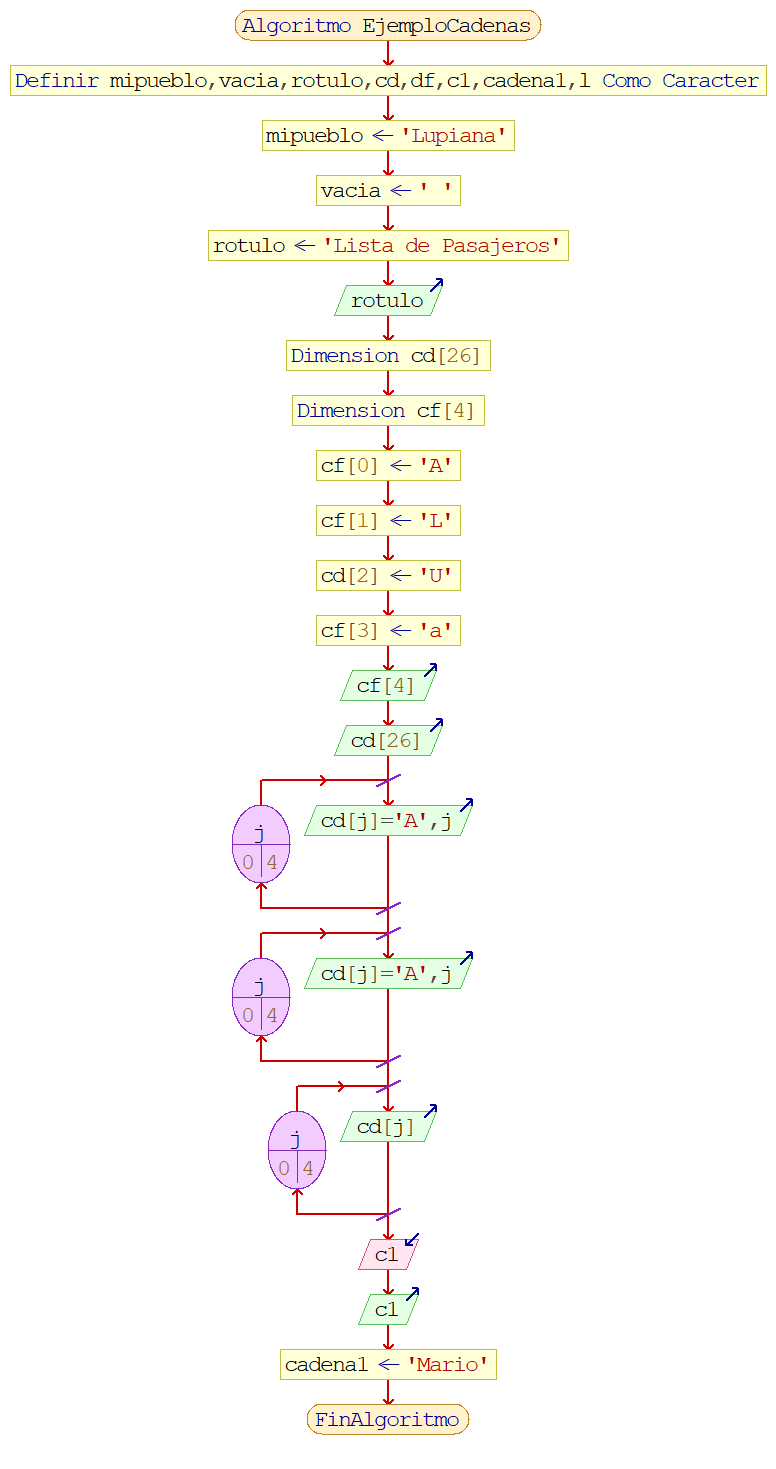 Algoritmo EjemploCadenas
Definir mipueblo,vacia,rotulo,cd,df,c1,cadena1,l Como Caracter
mipueblo ← 'Lupiana'
vacia ← ' '
rotulo ← 'Lista de Pasajeros'
rotulo
Dimension cd[26]
Dimension cf[4]
cf[0] ← 'A'
cf[1] ← 'L'
cd[2] ← 'U'
cf[3] ← 'a'
cf[4]
cd[26]
j
0 4
cd[j]='A',j
j
0 4
cd[j]='A',j
j
0 4
cd[j]
c1
c1
cadena1 ← 'Mario'
FinAlgoritmo